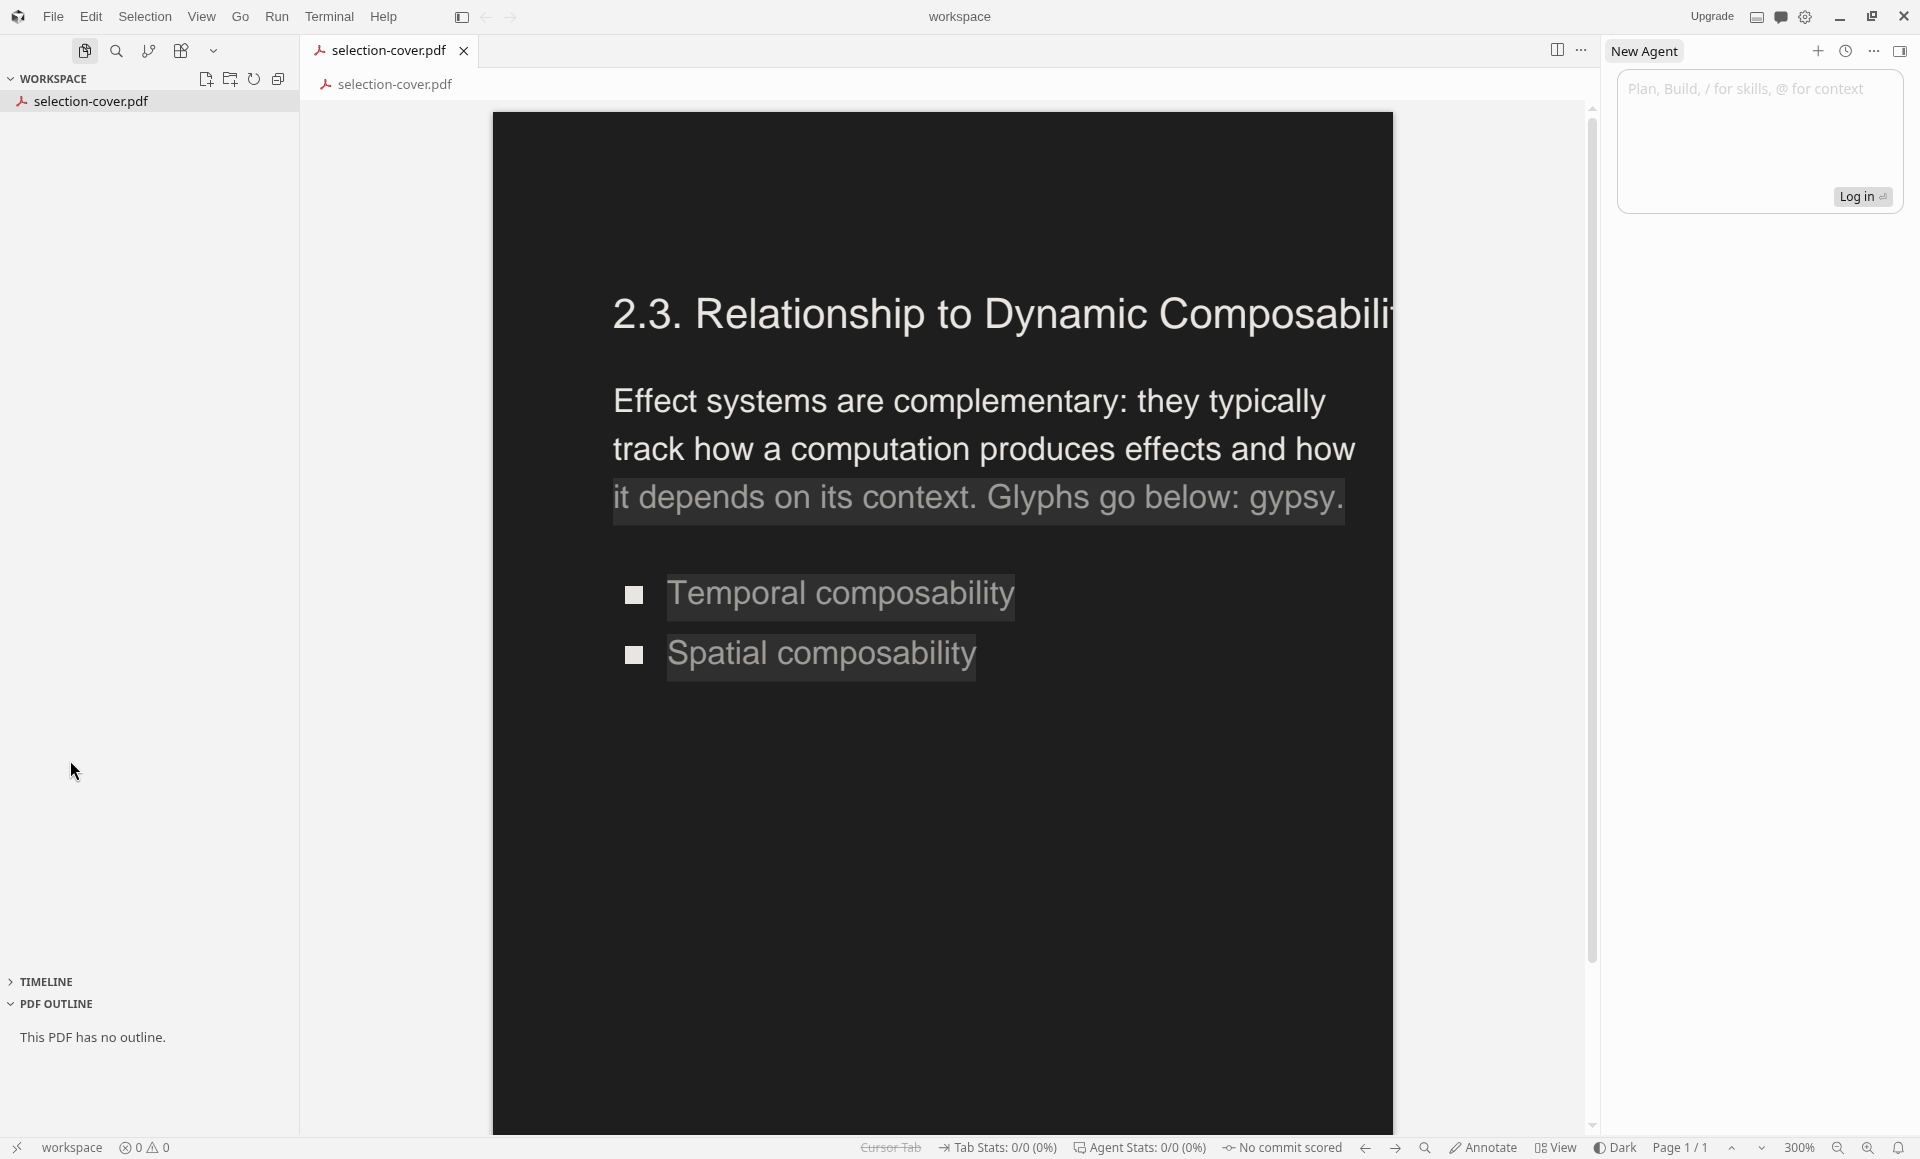 File Edit Selection View Go Run Terminal Help
workspace
Upgrade
WORKSPACE
selection-cover.pdf
TIMELINE
PDF OUTLINE
This PDF has no outline.
selection-cover.pdf
selection-cover.pdf
2.3. Relationship to Dynamic Composabilit
Effect systems are complementary: they typically
track how a computation produces effects and how
it depends on its context. Glyphs go below: gypsy.
Temporal composability
Spatial composability
New Agent
Plan, Build, / for skills, @ for context
Log in
workspace 0 0 Cursor Tab Tab Stats: 0/0 (0%) Agent Stats: 0/0 (0%) No commit scored Annotate View Dark Page 1 / 1 300%